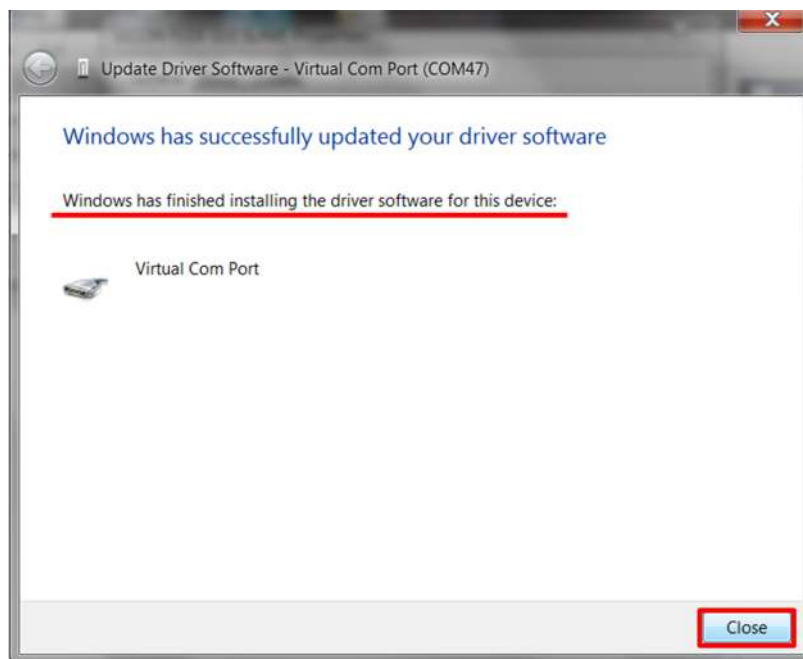 Update Driver Software - Virtual Com Port (COM47)
Windows has successfully updated your driver software
Windows has finished installing the driver software for this device:
Virtual Com Port
Close